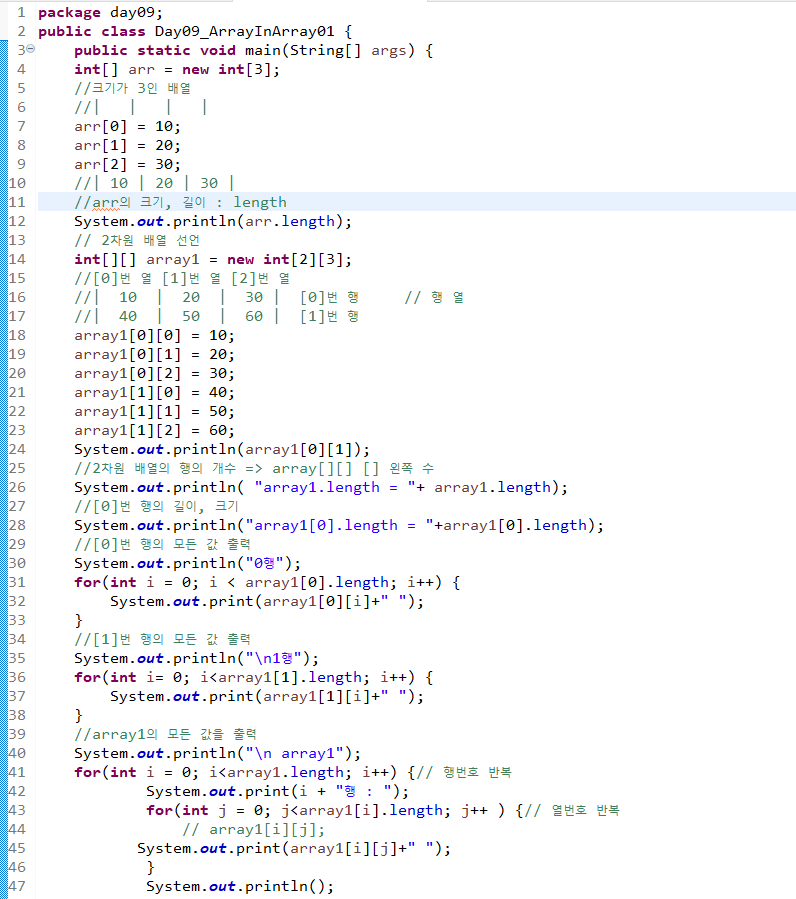 1 package day09;
2 public class Day09_ArrayInArray01 {
3 public static void main(String[] args) {
4 int[] arr = new int[3];
5 //크기가 3인 배열
6 //| | | |
7 arr[0] = 10;
8 arr[1] = 20;
9 arr[2] = 30;
10 //| 10 | 20 | 30 |
11 //arr의 크기, 길이 : length
12 System.out.println(arr.length);
13 // 2차원 배열 선언
14 int[][] array1 = new int[2][3];
15 //[0]번 열 [1]번 열 [2]번 열
16 //| 10 | 20 | 30 | [0]번 행 // 행 열
17 //| 40 | 50 | 60 | [1]번 행
18 array1[0][0] = 10;
19 array1[0][1] = 20;
20 array1[0][2] = 30;
21 array1[1][0] = 40;
22 array1[1][1] = 50;
23 array1[1][2] = 60;
24 System.out.println(array1[0][1]);
25 //2차원 배열의 행의 개수 => array[][] [] 왼쪽 수
26 System.out.println( "array1.length = "+ array1.length);
27 //[0]번 행의 길이, 크기
28 System.out.println("array1[0].length = "+array1[0].length);
29 //[0]번 행의 모든 값 출력
30 System.out.println("0행");
31 for(int i = 0; i < array1[0].length; i++) {
32 System.out.print(array1[0][i]+" ");
33 }
34 //[1]번 행의 모든 값 출력
35 System.out.println("\n1행");
36 for(int i= 0; i<array1[1].length; i++) {
37 System.out.print(array1[1][i]+" ");
38 }
39 //array1의 모든 값을 출력
40 System.out.println("\n array1");
41 for(int i = 0; i<array1.length; i++) {// 행번호 반복
42 System.out.print(i + "행 : ");
43 for(int j = 0; j<array1[i].length; j++ ) {// 열번호 반복
44 // array1[i][j];
45 System.out.print(array1[i][j]+" ");
46 }
47 System.out.println();